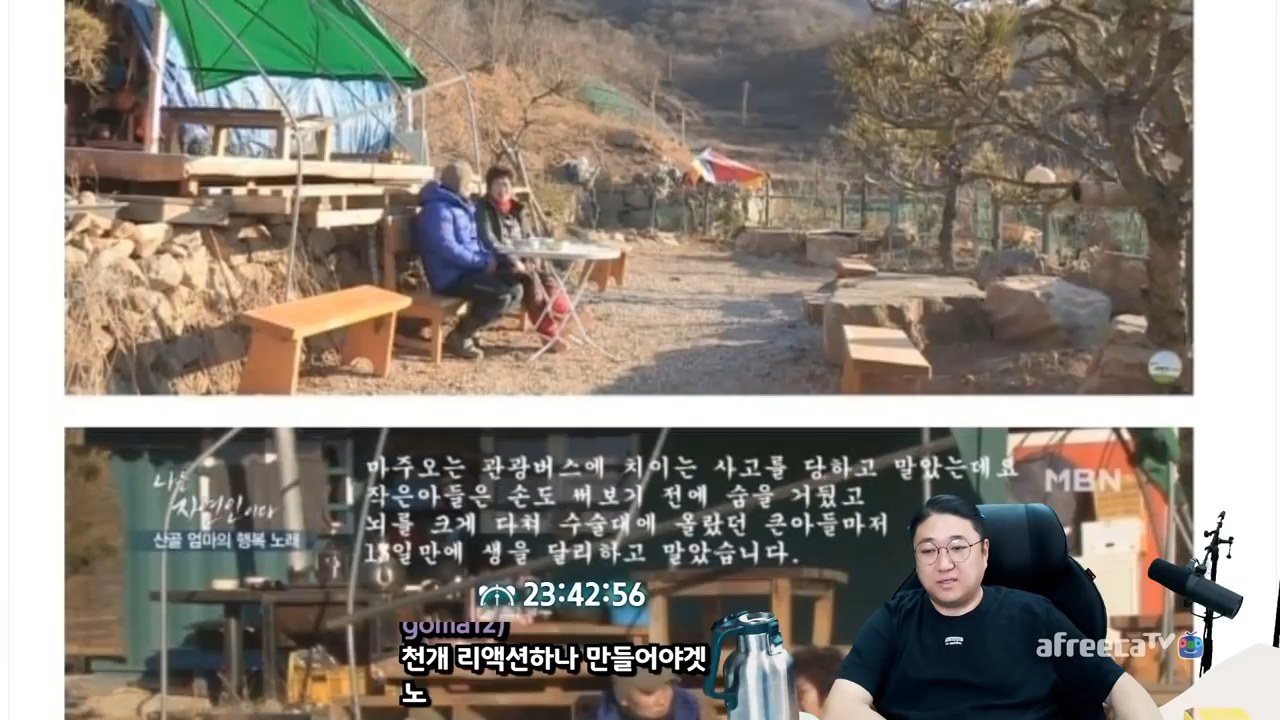 마주오는 관광버스에 치이는 사고를 당하고 말았는데요
작은아들은 손도 써보기 전에 숨을 거뒀고
뇌를 크게 다쳐 수술대에 올랐던 큰아들마저
13일만에 생을 달리하고 말았습니다.
나는
자연인이다
산골 엄마의 행복 노래
MBN
23:42:56
goma12)
천개 리액션하나 만들어야겟
노
afreecaTV